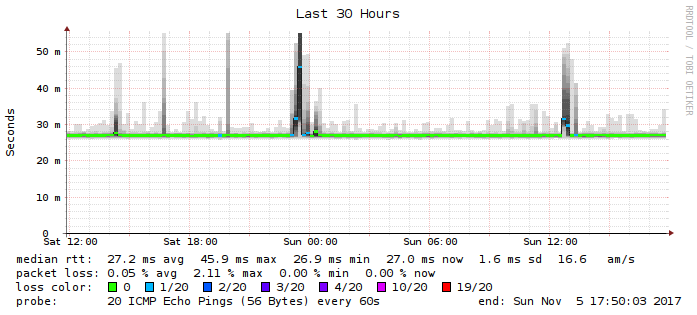 Last 30 Hours
RRDTOOL / TOBI OETIKER
Seconds
50 m
40 m
30 m
20 m
10 m
0
Sat 12:00 Sat 18:00 Sun 00:00 Sun 06:00 Sun 12:00
median rtt: 27.2 ms avg 45.9 ms max 26.9 ms min 27.0 ms now 1.6 ms sd 16.6 am/s
packet loss: 0.05 % avg 2.11 % max 0.00 % min 0.00 % now
loss color: 0 1/20 2/20 3/20 4/20 10/20 19/20
probe: 20 ICMP Echo Pings (56 Bytes) every 60s end: Sun Nov 5 17:50:03 2017